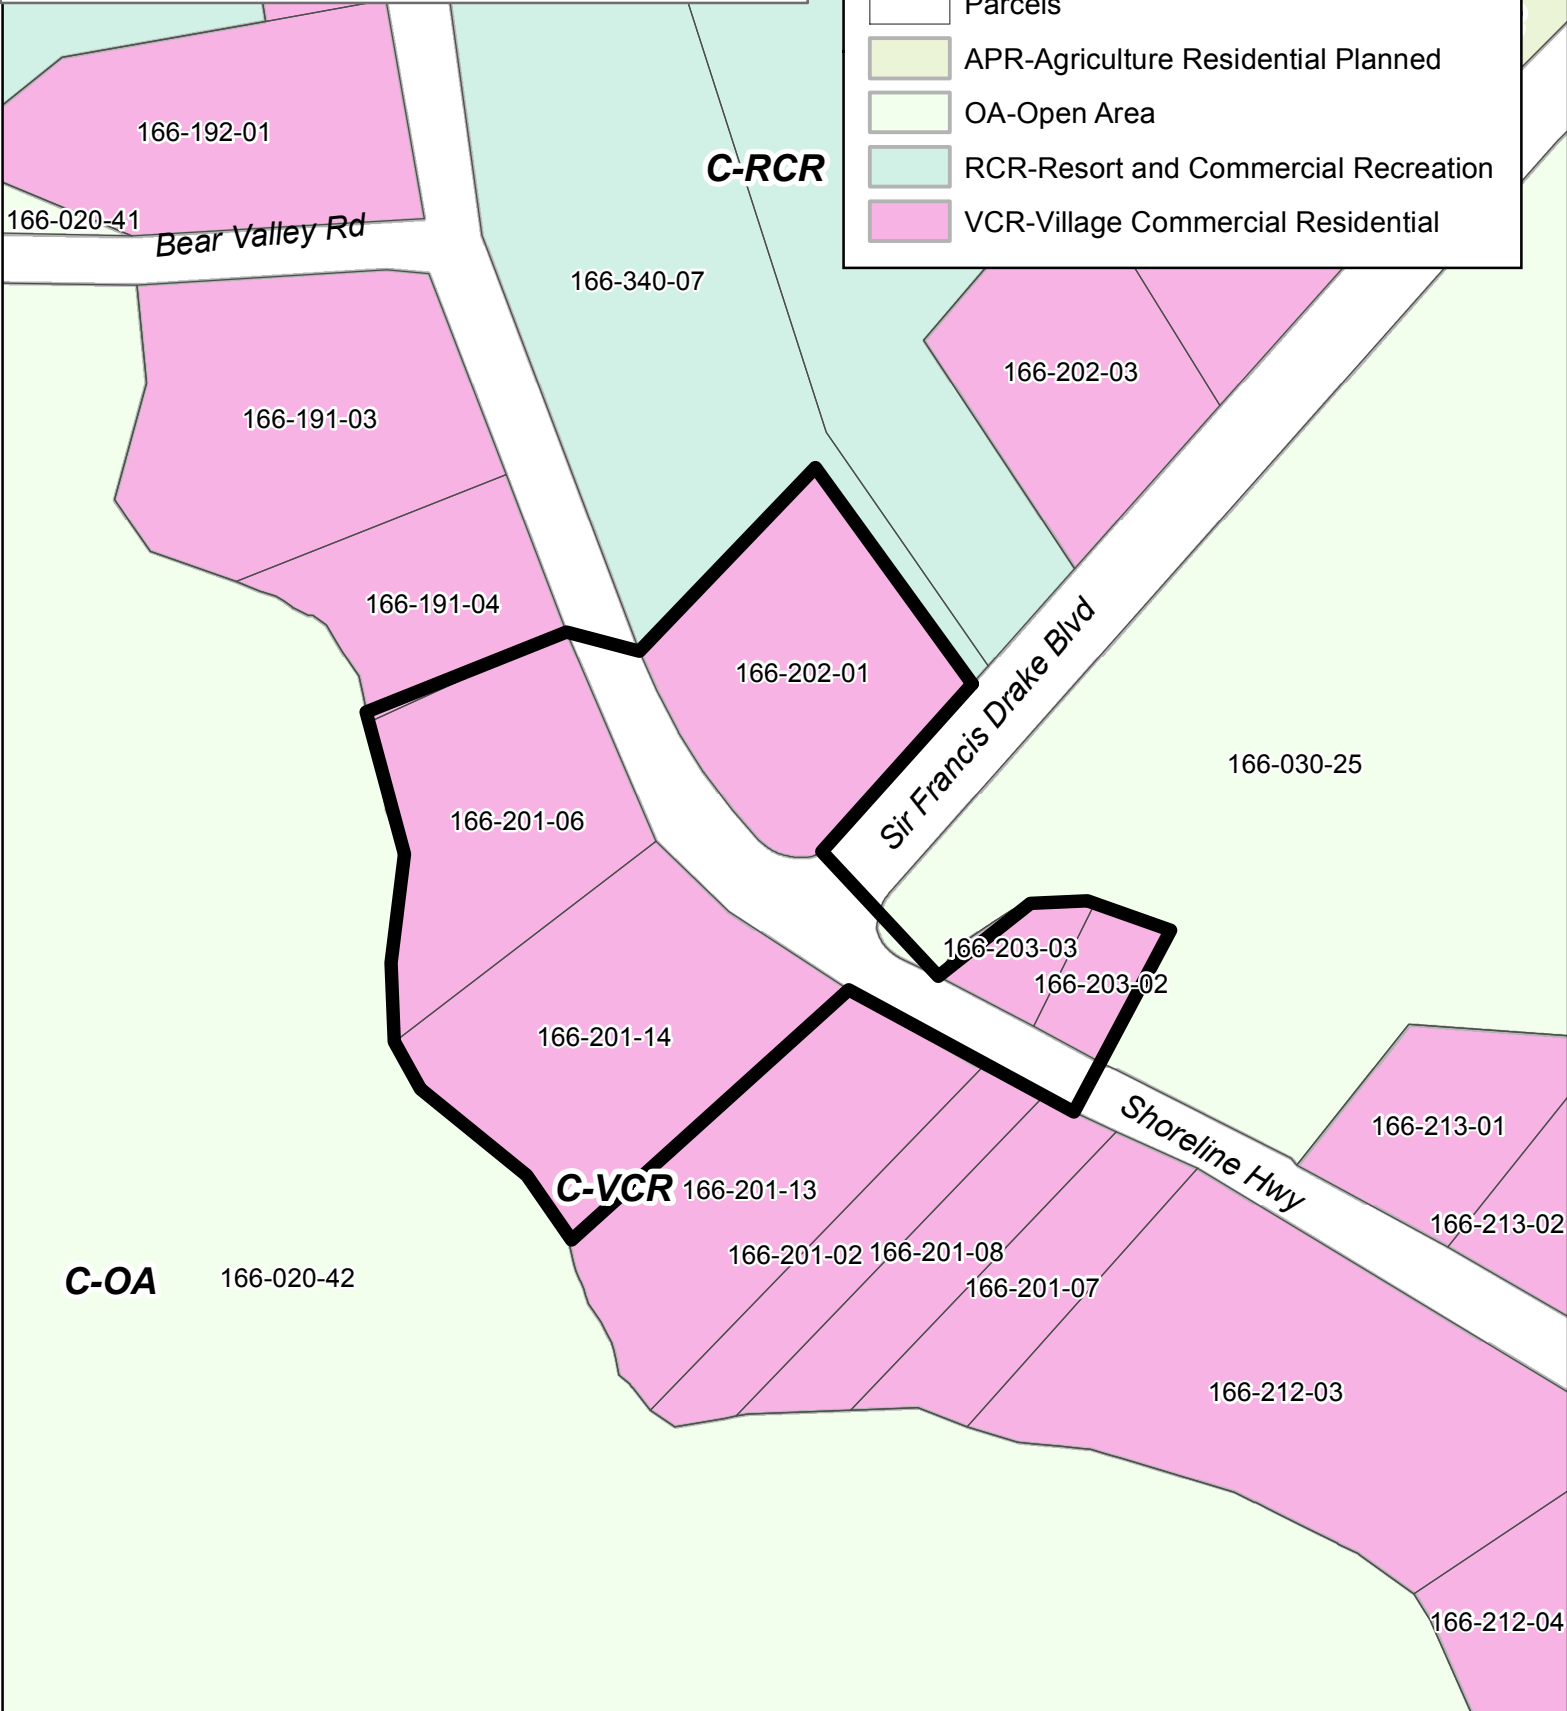 Parcels
APR-Agriculture Residential Planned
OA-Open Area
RCR-Resort and Commercial Recreation
VCR-Village Commercial Residential
166-192-01
C-RCR
166-020-41
Bear Valley Rd
166-340-07
166-202-03
166-191-03
166-191-04
166-202-01
Sir Francis Drake Blvd
166-030-25
166-201-06
166-203-03
166-203-02
166-201-14
Shoreline Hwy
166-213-01
C-VCR
166-201-13
166-213-02
166-201-02
166-201-08
166-201-07
C-OA
166-020-42
166-212-03
166-212-04